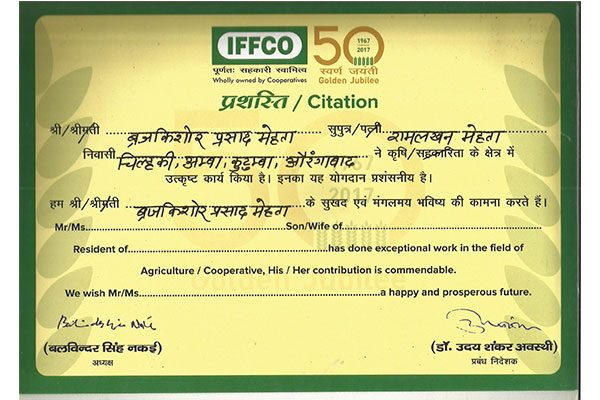 IFFCO
पूर्णतः सहकारी स्वामित्व
Wholly owned by Cooperatives
50
1967
2017
स्वर्ण जयंती
Golden Jubilee
प्रशस्ति / Citation
श्री/श्रीमती ब्रजकिशोर प्रसाद मेहता सुपुत्र/पत्नी रामलखन मेहता
निवासी चिल्हकी, अम्बा, कुटुम्बा, औरंगाबाद ने कृषि/सहकारिता के क्षेत्र में
उत्कृष्ट कार्य किया है। इनका यह योगदान प्रशंसनीय है।
हम श्री/श्रीमती ब्रजकिशोर प्रसाद मेहता के सुखद एवं मंगलमय भविष्य की कामना करते हैं।
Mr/Ms.............Son/Wife of.............
Resident of.............has done exceptional work in the field of
Agriculture / Cooperative, His / Her contribution is commendable.
We wish Mr/Ms.............a happy and prosperous future.
(बलविन्दर सिंह नकई) (डॉ. उदय शंकर अवस्थी)
अध्यक्ष प्रबंध निदेशक